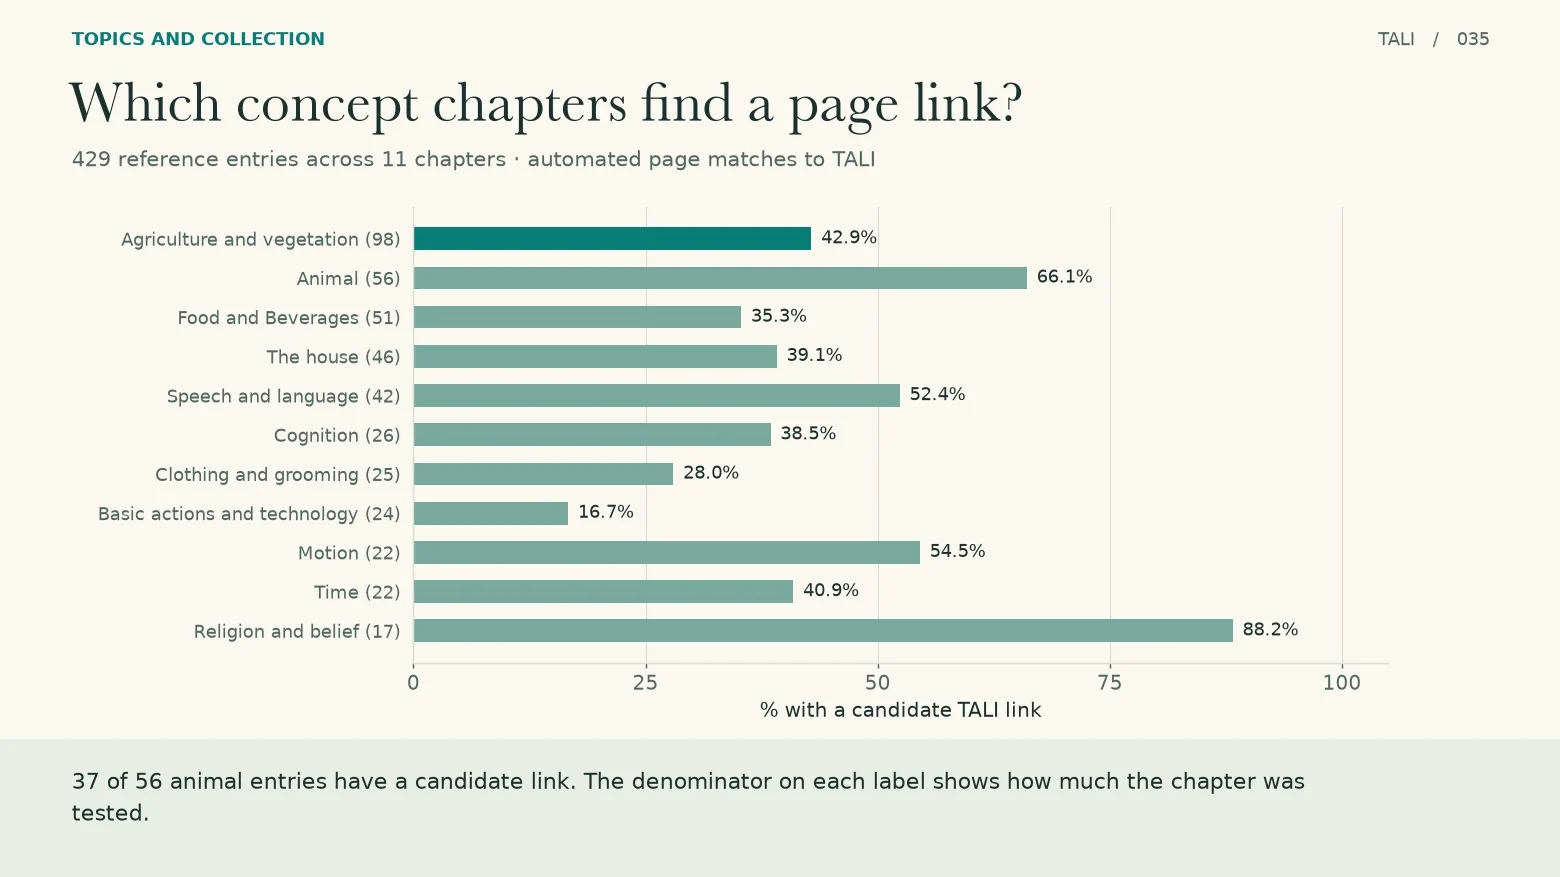 TOPICS AND COLLECTION
TALI / 035
Which concept chapters find a page link?
429 reference entries across 11 chapters · automated page matches to TALI
Agriculture and vegetation (98) 42.9%
Animal (56) 66.1%
Food and Beverages (51) 35.3%
The house (46) 39.1%
Speech and language (42) 52.4%
Cognition (26) 38.5%
Clothing and grooming (25) 28.0%
Basic actions and technology (24) 16.7%
Motion (22) 54.5%
Time (22) 40.9%
Religion and belief (17) 88.2%
0 25 50 75 100
% with a candidate TALI link
37 of 56 animal entries have a candidate link. The denominator on each label shows how much the chapter was
tested.